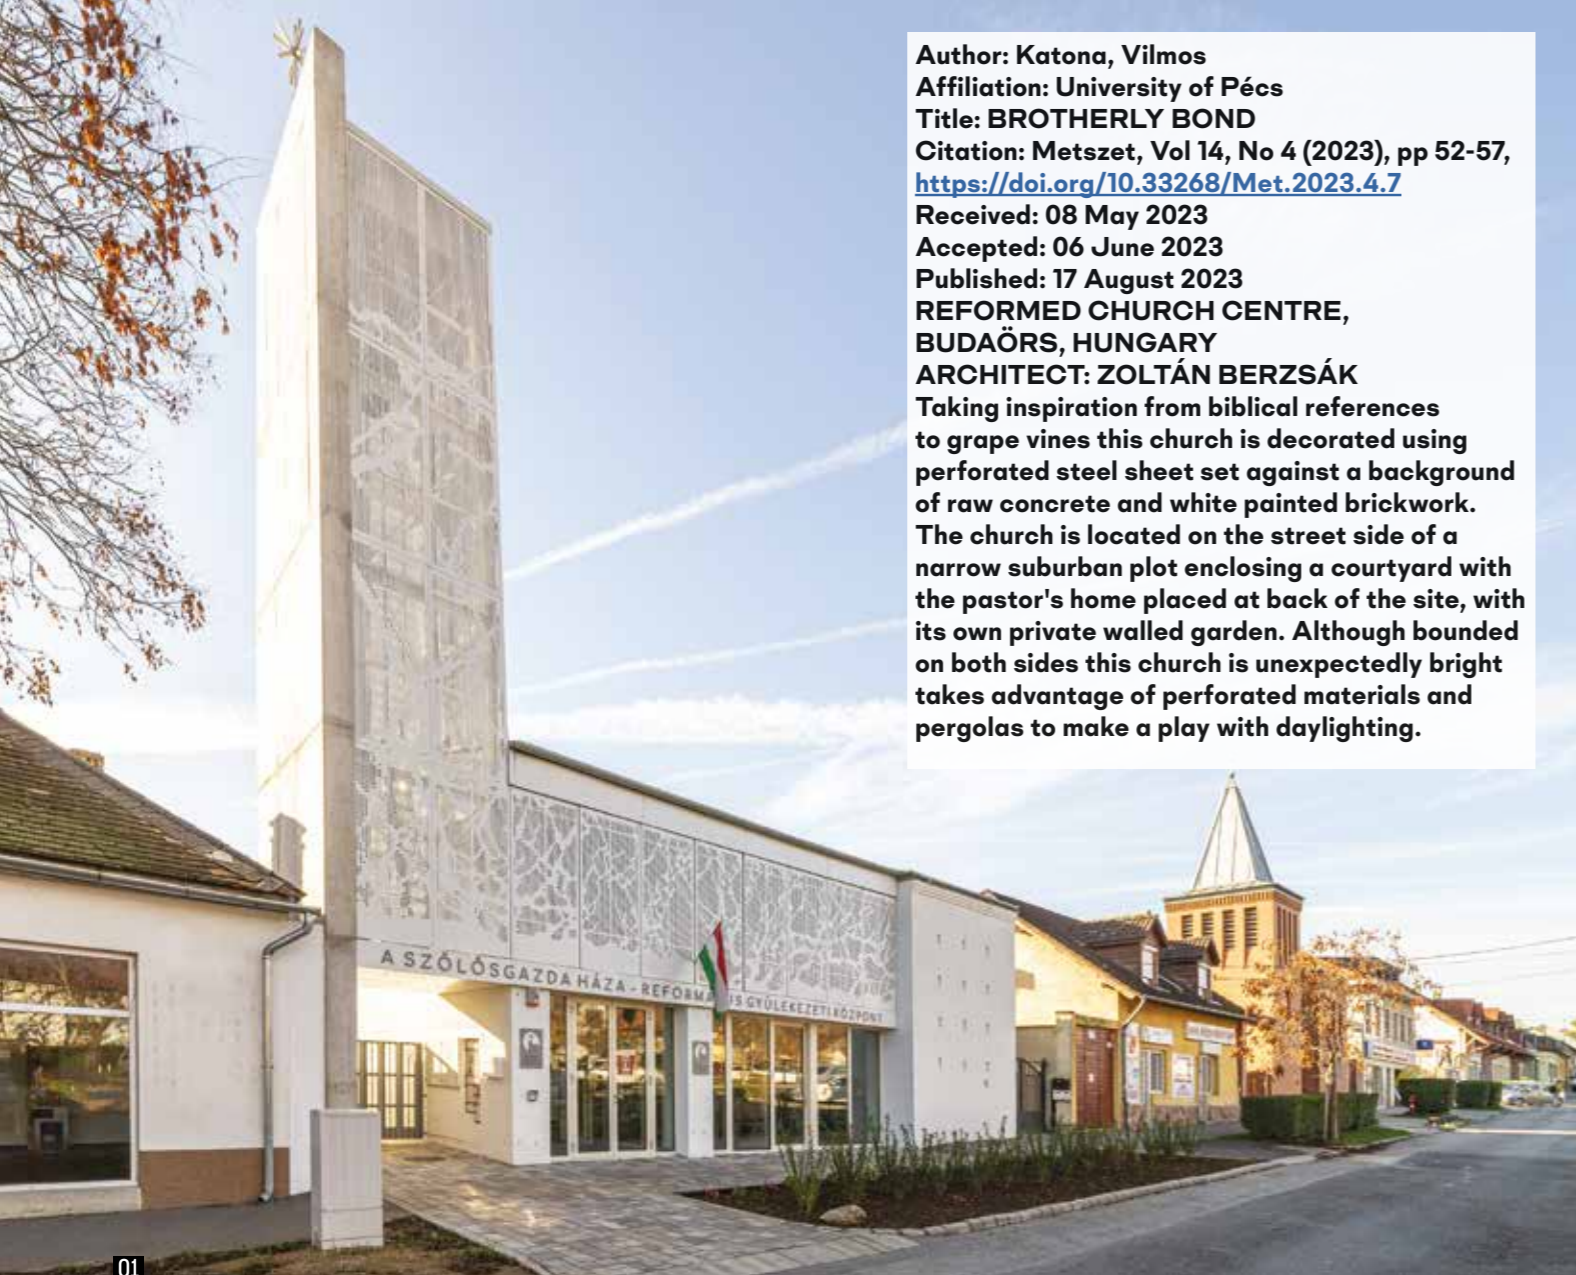 Author: Katona, Vilmos
Affiliation: University of Pécs
Title: BROTHERLY BOND
Citation: Metszet, Vol 14, No 4 (2023), pp 52-57,
https://doi.org/10.33268/Met.2023.4.7
Received: 08 May 2023
Accepted: 06 June 2023
Published: 17 August 2023
REFORMED CHURCH CENTRE,
BUDAÖRS, HUNGARY
ARCHITECT: ZOLTÁN BERZSÁK
Taking inspiration from biblical references
to grape vines this church is decorated using
perforated steel sheet set against a background
of raw concrete and white painted brickwork.
The church is located on the street side of a
narrow suburban plot enclosing a courtyard with
the pastor's home placed at back of the site, with
its own private walled garden. Although bounded
on both sides this church is unexpectedly bright
takes advantage of perforated materials and
pergolas to make a play with daylighting.
A SZŐLŐSGAZDA HÁZA - REFORMÁTUS GYÜLEKEZETI KÖZPONT
01